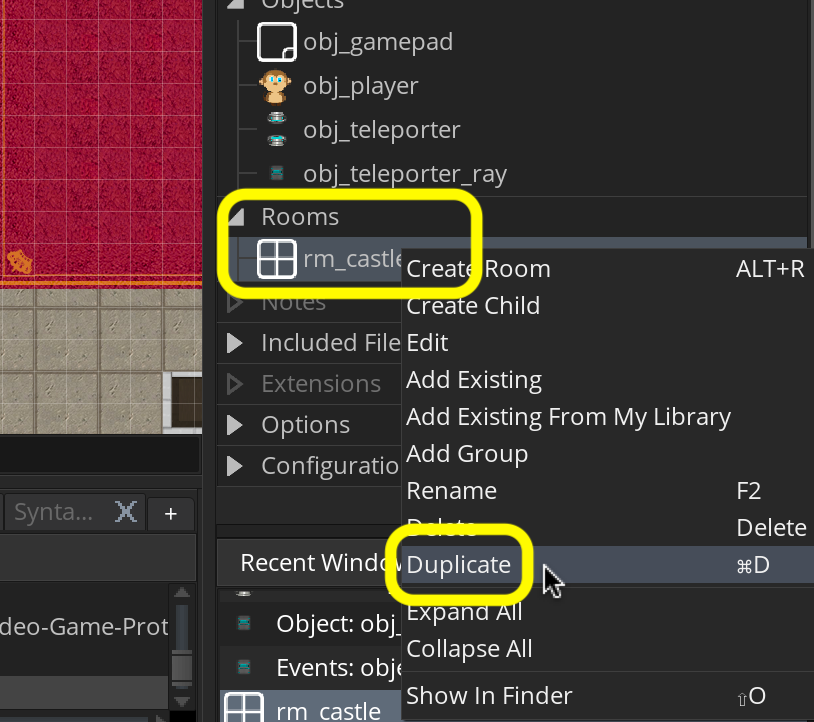 Objects
obj_gamepad
obj_player
obj_teleporter
obj_teleporter_ray
Rooms
rm_castle
Notes
Included File
Extensions
Options
Configuratio
Create Room ALT+R
Create Child
Edit
Add Existing
Add Existing From My Library
Add Group
Rename F2
Delete Delete
Duplicate ⌘D
Expand All
Collapse All
Show In Finder ⇧O
Synta... +
deo-Game-Prot
Recent Window
Object: obj_
Events: obje
rm_castle